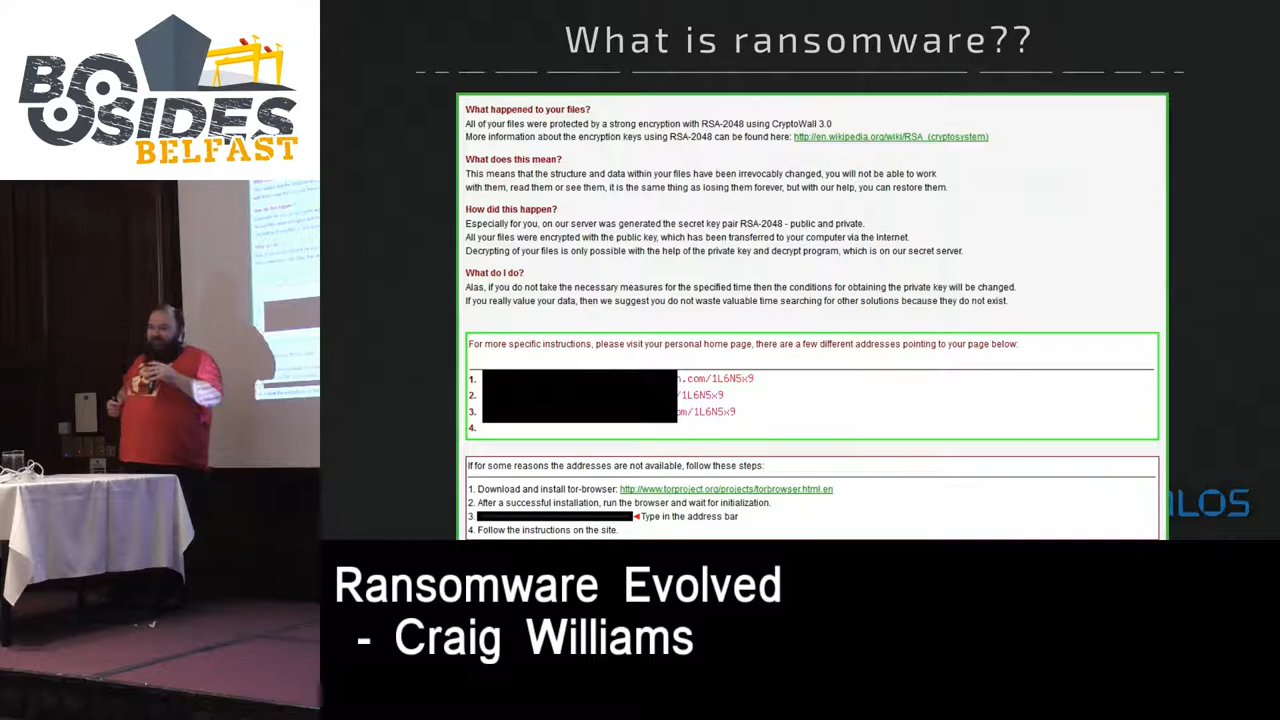 BSIDES
BELFAST
What is ransomware??
What happened to your files?
All of your files were protected by a strong encryption with RSA-2048 using CryptoWall 3.0
More information about the encryption keys using RSA-2048 can be found here: http://en.wikipedia.org/wiki/RSA_(cryptosystem)
What does this mean?
This means that the structure and data within your files have been irrevocably changed, you will not be able to work
with them, read them or see them, it is the same thing as losing them forever, but with our help, you can restore them.
How did this happen?
Especially for you, on our server was generated the secret key pair RSA-2048 - public and private.
All your files were encrypted with the public key, which has been transferred to your computer via the Internet.
Decrypting of your files is only possible with the help of the private key and decrypt program, which is on our secret server.
What do I do?
Alas, if you do not take the necessary measures for the specified time then the conditions for obtaining the private key will be changed.
If you really value your data, then we suggest you do not waste valuable time searching for other solutions because they do not exist.
For more specific instructions, please visit your personal home page, there are a few different addresses pointing to your page below:
1. n.com/1L6N5x9
2. /1L6N5x9
3. om/1L6N5x9
4.
If for some reasons the addresses are not available, follow these steps:
1. Download and install tor-browser: http://www.torproject.org/projects/torbrowser.html.en
2. After a successful installation, run the browser and wait for initialization.
3. Type in the address bar
4. Follow the instructions on the site.
LOS
Ransomware Evolved
- Craig Williams